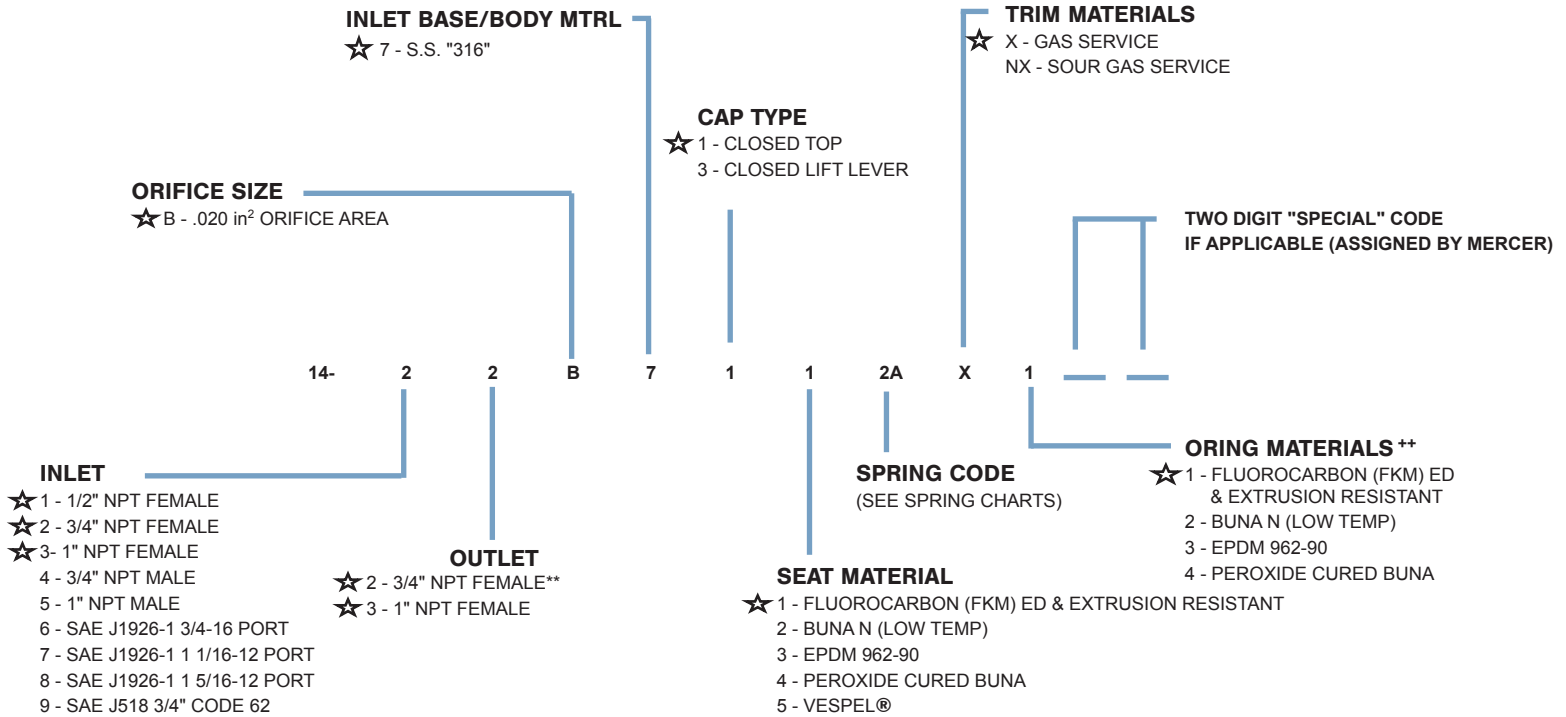 INLET BASE/BODY MTRL
7 - S.S. "316"
TRIM MATERIALS
X - GAS SERVICE
NX - SOUR GAS SERVICE
CAP TYPE
1 - CLOSED TOP
3 - CLOSED LIFT LEVER
ORIFICE SIZE
B - .020 in² ORIFICE AREA
TWO DIGIT "SPECIAL" CODE
IF APPLICABLE (ASSIGNED BY MERCER)
14- 2 2 B 7 1 1 2A X 1
INLET
1 - 1/2" NPT FEMALE
2 - 3/4" NPT FEMALE
3- 1" NPT FEMALE
4 - 3/4" NPT MALE
5 - 1" NPT MALE
6 - SAE J1926-1 3/4-16 PORT
7 - SAE J1926-1 1 1/16-12 PORT
8 - SAE J1926-1 1 5/16-12 PORT
9 - SAE J518 3/4" CODE 62
OUTLET
2 - 3/4" NPT FEMALE**
3 - 1" NPT FEMALE
SPRING CODE
(SEE SPRING CHARTS)
SEAT MATERIAL
1 - FLUOROCARBON (FKM) ED & EXTRUSION RESISTANT
2 - BUNA N (LOW TEMP)
3 - EPDM 962-90
4 - PEROXIDE CURED BUNA
5 - VESPEL®
ORING MATERIALS ++
1 - FLUOROCARBON (FKM) ED
& EXTRUSION RESISTANT
2 - BUNA N (LOW TEMP)
3 - EPDM 962-90
4 - PEROXIDE CURED BUNA